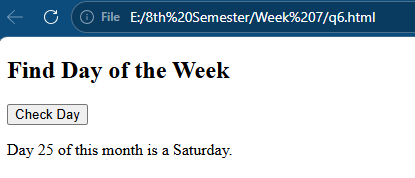 File E:/8th%20Semester/Week%207/q6.html
Find Day of the Week
Check Day
Day 25 of this month is a Saturday.